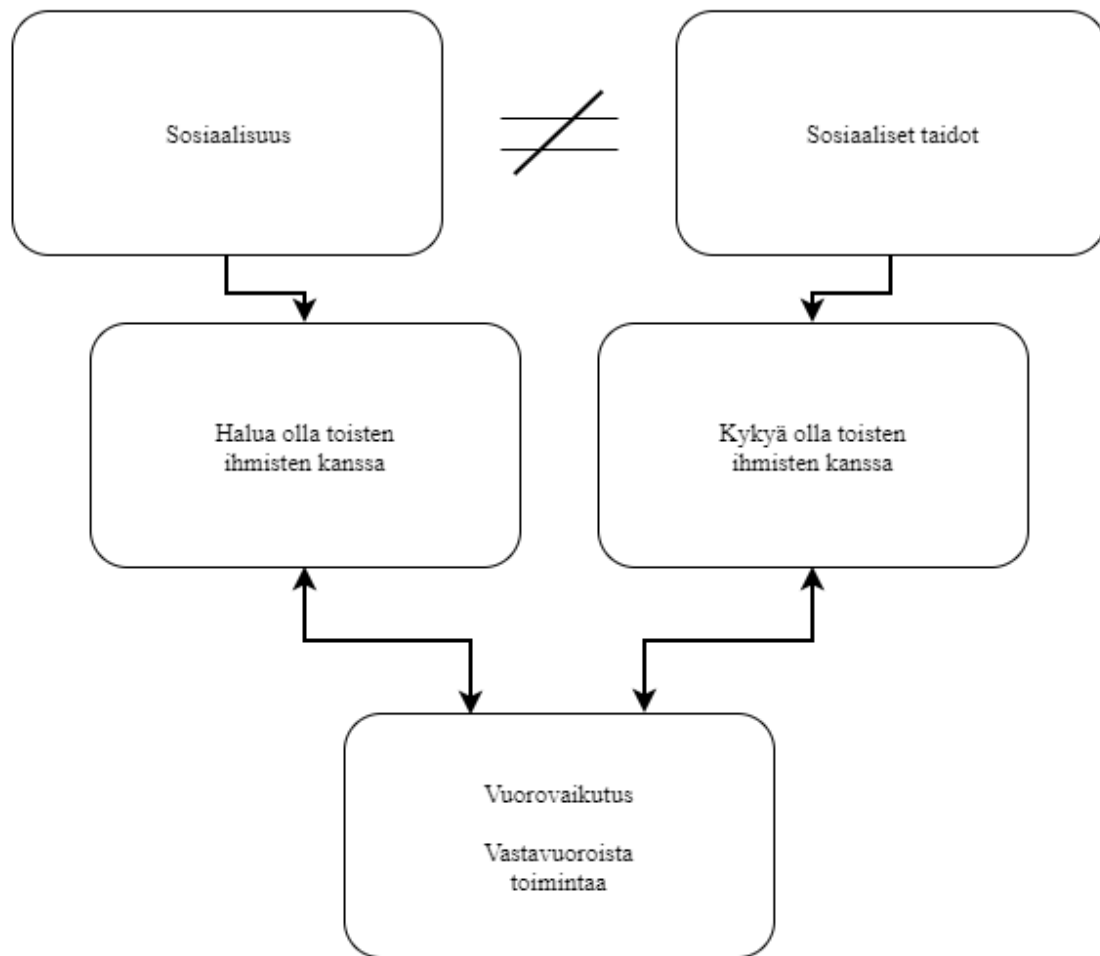 Sosiaalisuus
Sosiaaliset taidot
Halua olla toisten
ihmisten kanssa
Kykyä olla toisten
ihmisten kanssa
Vuorovaikutus
Vastavuoroista
toimintaa